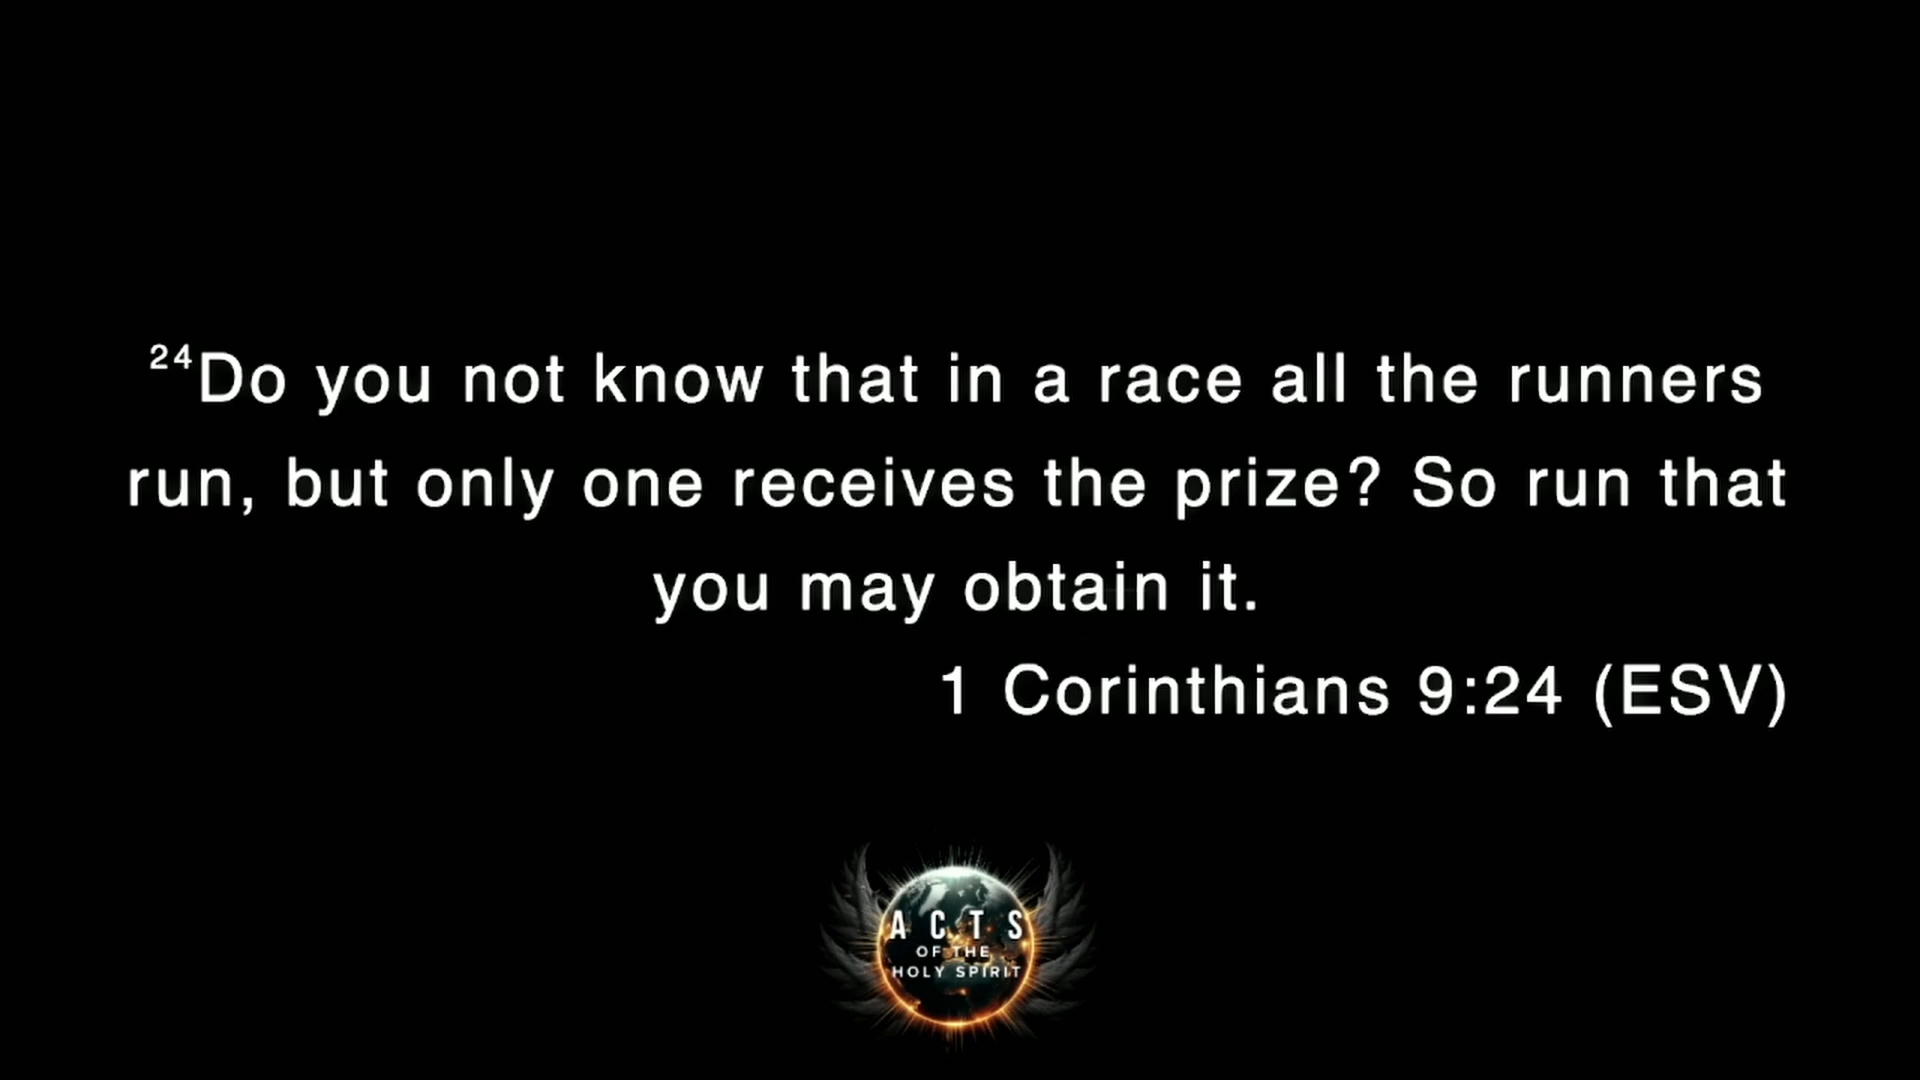 ²⁴Do you not know that in a race all the runners
run, but only one receives the prize? So run that
you may obtain it.
1 Corinthians 9:24 (ESV)
ACTS
OF THE
HOLY SPIRIT